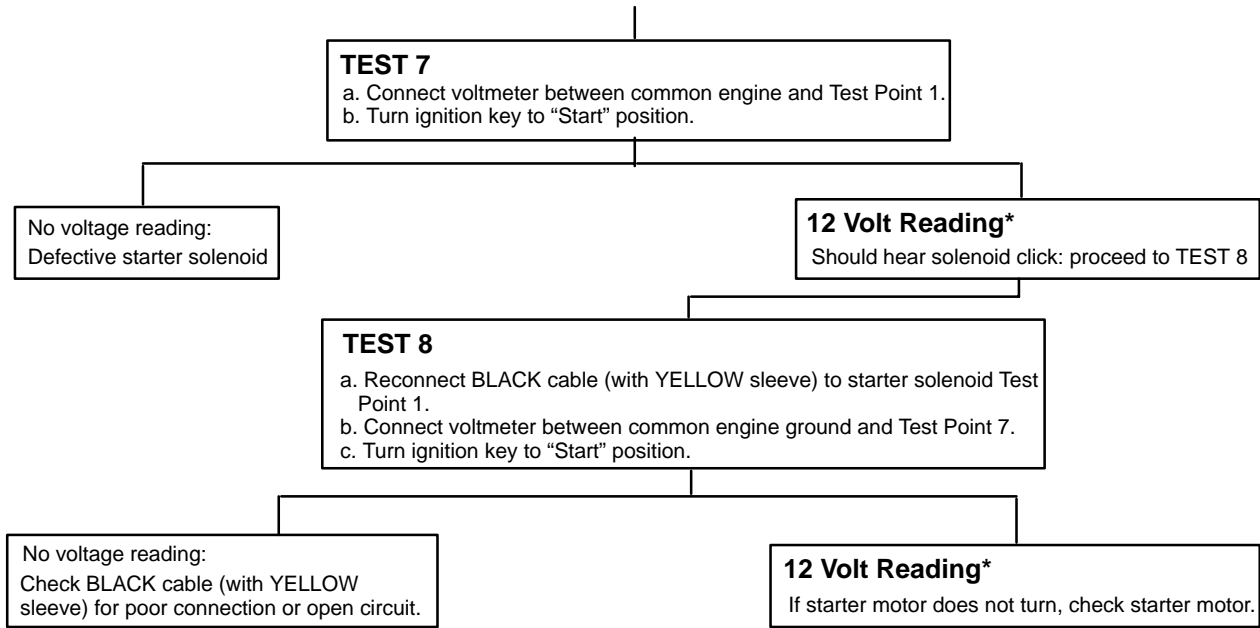 TEST 7
a. Connect voltmeter between common engine and Test Point 1.
b. Turn ignition key to “Start” position.
No voltage reading:
Defective starter solenoid
12 Volt Reading*
Should hear solenoid click: proceed to TEST 8
TEST 8
a. Reconnect BLACK cable (with YELLOW sleeve) to starter solenoid Test
Point 1.
b. Connect voltmeter between common engine ground and Test Point 7.
c. Turn ignition key to “Start” position.
No voltage reading:
Check BLACK cable (with YELLOW
sleeve) for poor connection or open circuit.
12 Volt Reading*
If starter motor does not turn, check starter motor.